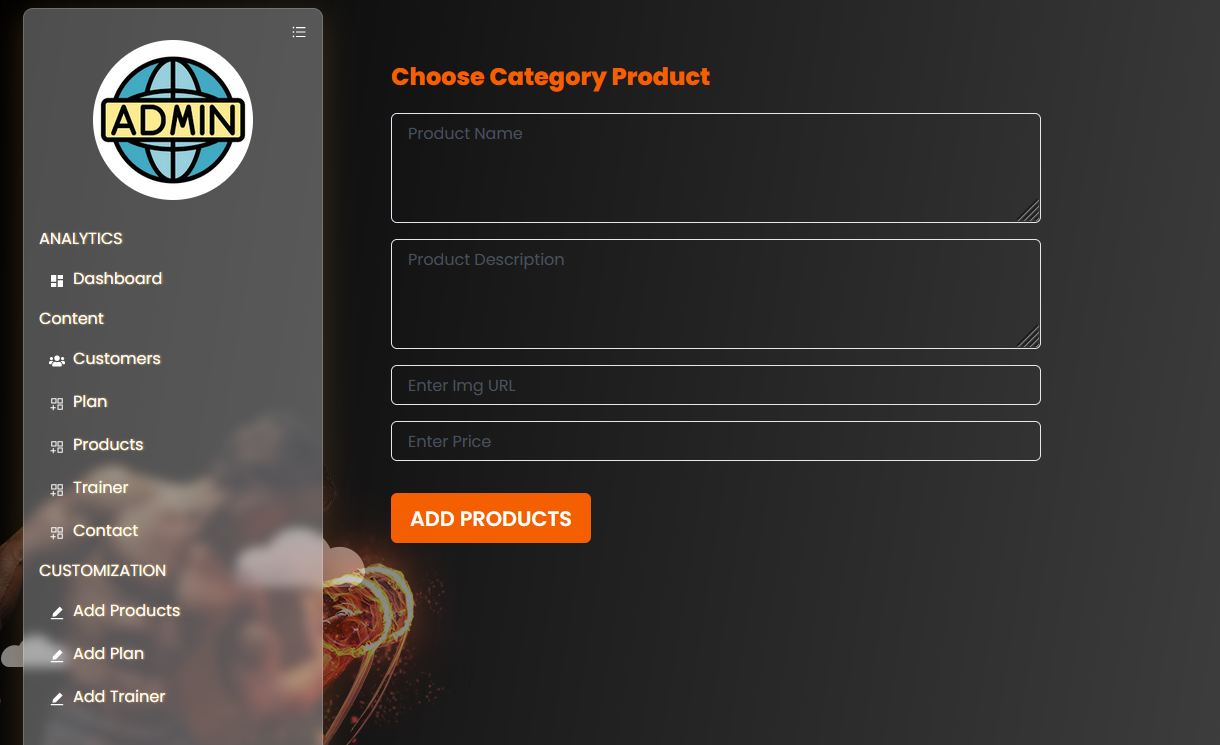 ADMIN
ANALYTICS
Dashboard
Content
Customers
Plan
Products
Trainer
Contact
CUSTOMIZATION
Add Products
Add Plan
Add Trainer
Choose Category Product
Product Name
Product Description
Enter Img URL
Enter Price
ADD PRODUCTS